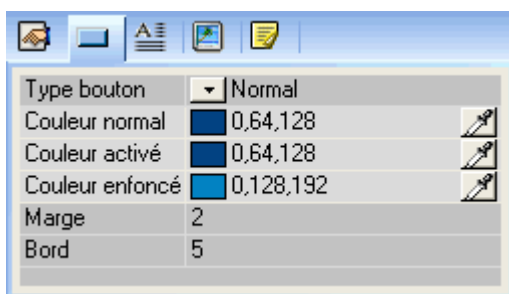 Type bouton Normal
Couleur normal 0,64,128
Couleur activé 0,64,128
Couleur enfoncé 0,128,192
Marge 2
Bord 5